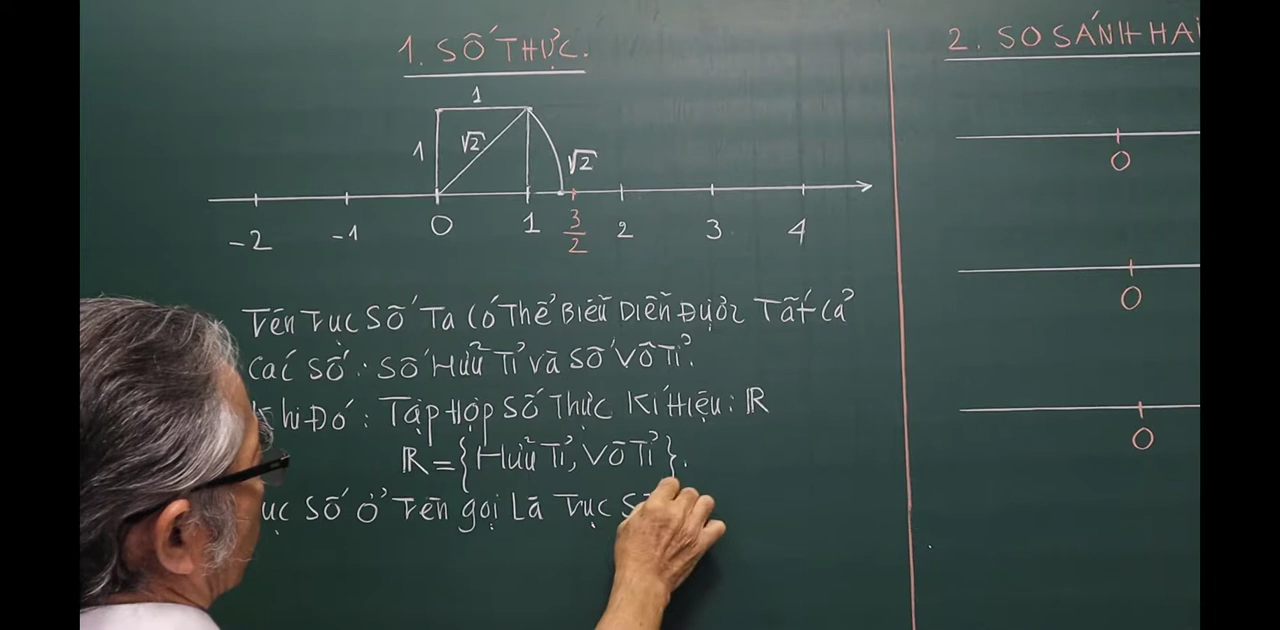 1. SỐ THỰC.
1
1
√2
√2
-2 -1 0 1 3/2 2 3 4
Trên Trục Số Ta Có Thể Biểu Diễn Được Tất Cả
Các Số: Số Hữu Tỉ và Số Vô Tỉ.
Khi Đó: Tập Hợp Số Thực Kí Hiệu: ℝ
ℝ = {Hữu Tỉ, Vô Tỉ}.
Số Ở Trên gọi Là Trục
2. SO SÁNH HAI
0
0
0